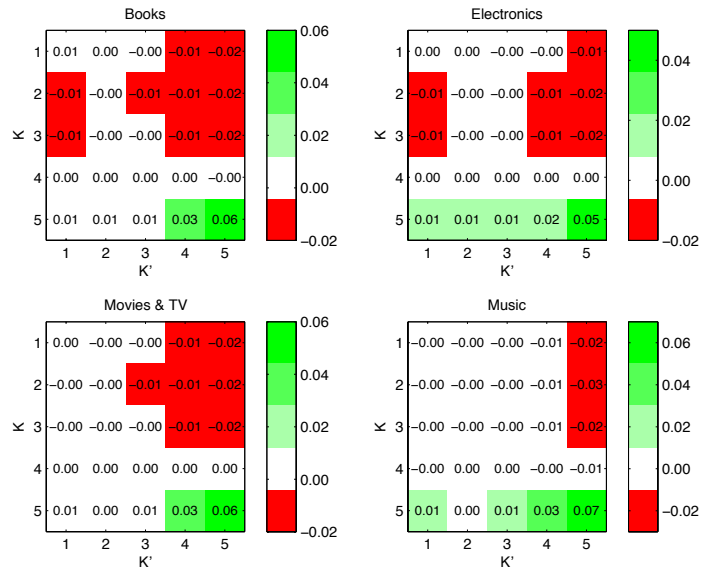 Books
1 0.01 0.00 −0.00 −0.01 −0.02
2 −0.01 −0.00 −0.01 −0.01 −0.02
3 −0.01 −0.00 −0.00 −0.01 −0.02
4 0.00 0.00 0.00 0.00 −0.00
5 0.01 0.01 0.01 0.03 0.06
1 2 3 4 5
K
K'
0.06
0.04
0.02
0.00
−0.02
Electronics
1 0.00 0.00 −0.00 −0.00 −0.01
2 −0.01 −0.00 −0.00 −0.01 −0.02
3 −0.01 −0.00 −0.00 −0.01 −0.02
4 0.00 0.00 0.00 0.00 0.00
5 0.01 0.01 0.01 0.02 0.05
1 2 3 4 5
K
K'
0.04
0.02
0.00
−0.02
Movies & TV
1 0.00 −0.00 −0.00 −0.01 −0.02
2 −0.00 −0.00 −0.01 −0.01 −0.02
3 −0.00 −0.00 −0.00 −0.01 −0.02
4 0.00 0.00 0.00 0.00 0.00
5 0.01 0.00 0.01 0.03 0.06
1 2 3 4 5
K
K'
0.06
0.04
0.02
0.00
−0.02
Music
1 −0.00 −0.00 −0.00 −0.00 −0.02
2 −0.00 −0.00 −0.00 −0.00 −0.03
3 −0.00 −0.00 −0.00 −0.00 −0.02
4 −0.00 0.00 0.00 −0.00 −0.01
5 0.01 0.00 0.01 0.03 0.07
1 2 3 4 5
K
K'
0.06
0.04
0.02
0.00
−0.02